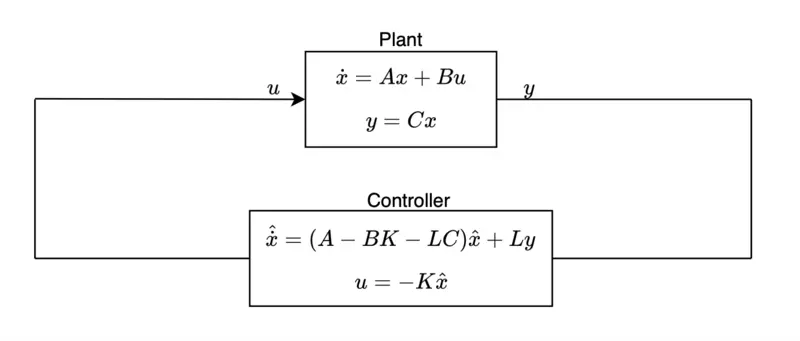 Plant
u
ẋ = Ax + Bu
y = Cx
y
Controller
x̂̇ = (A − BK − LC)x̂ + Ly
u = −Kx̂